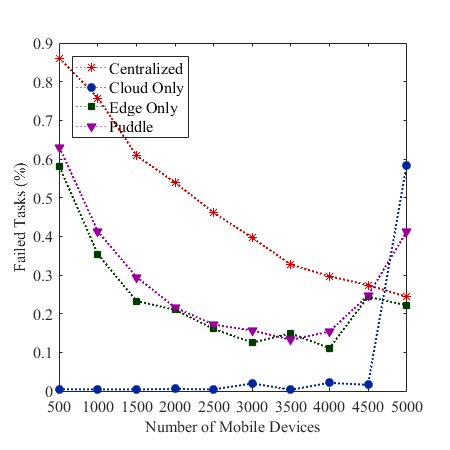 0.9
0.8
0.7
0.6
0.5
0.4
0.3
0.2
0.1
0
Failed Tasks (%)
Centralized
Cloud Only
Edge Only
Puddle
500 1000 1500 2000 2500 3000 3500 4000 4500 5000
Number of Mobile Devices